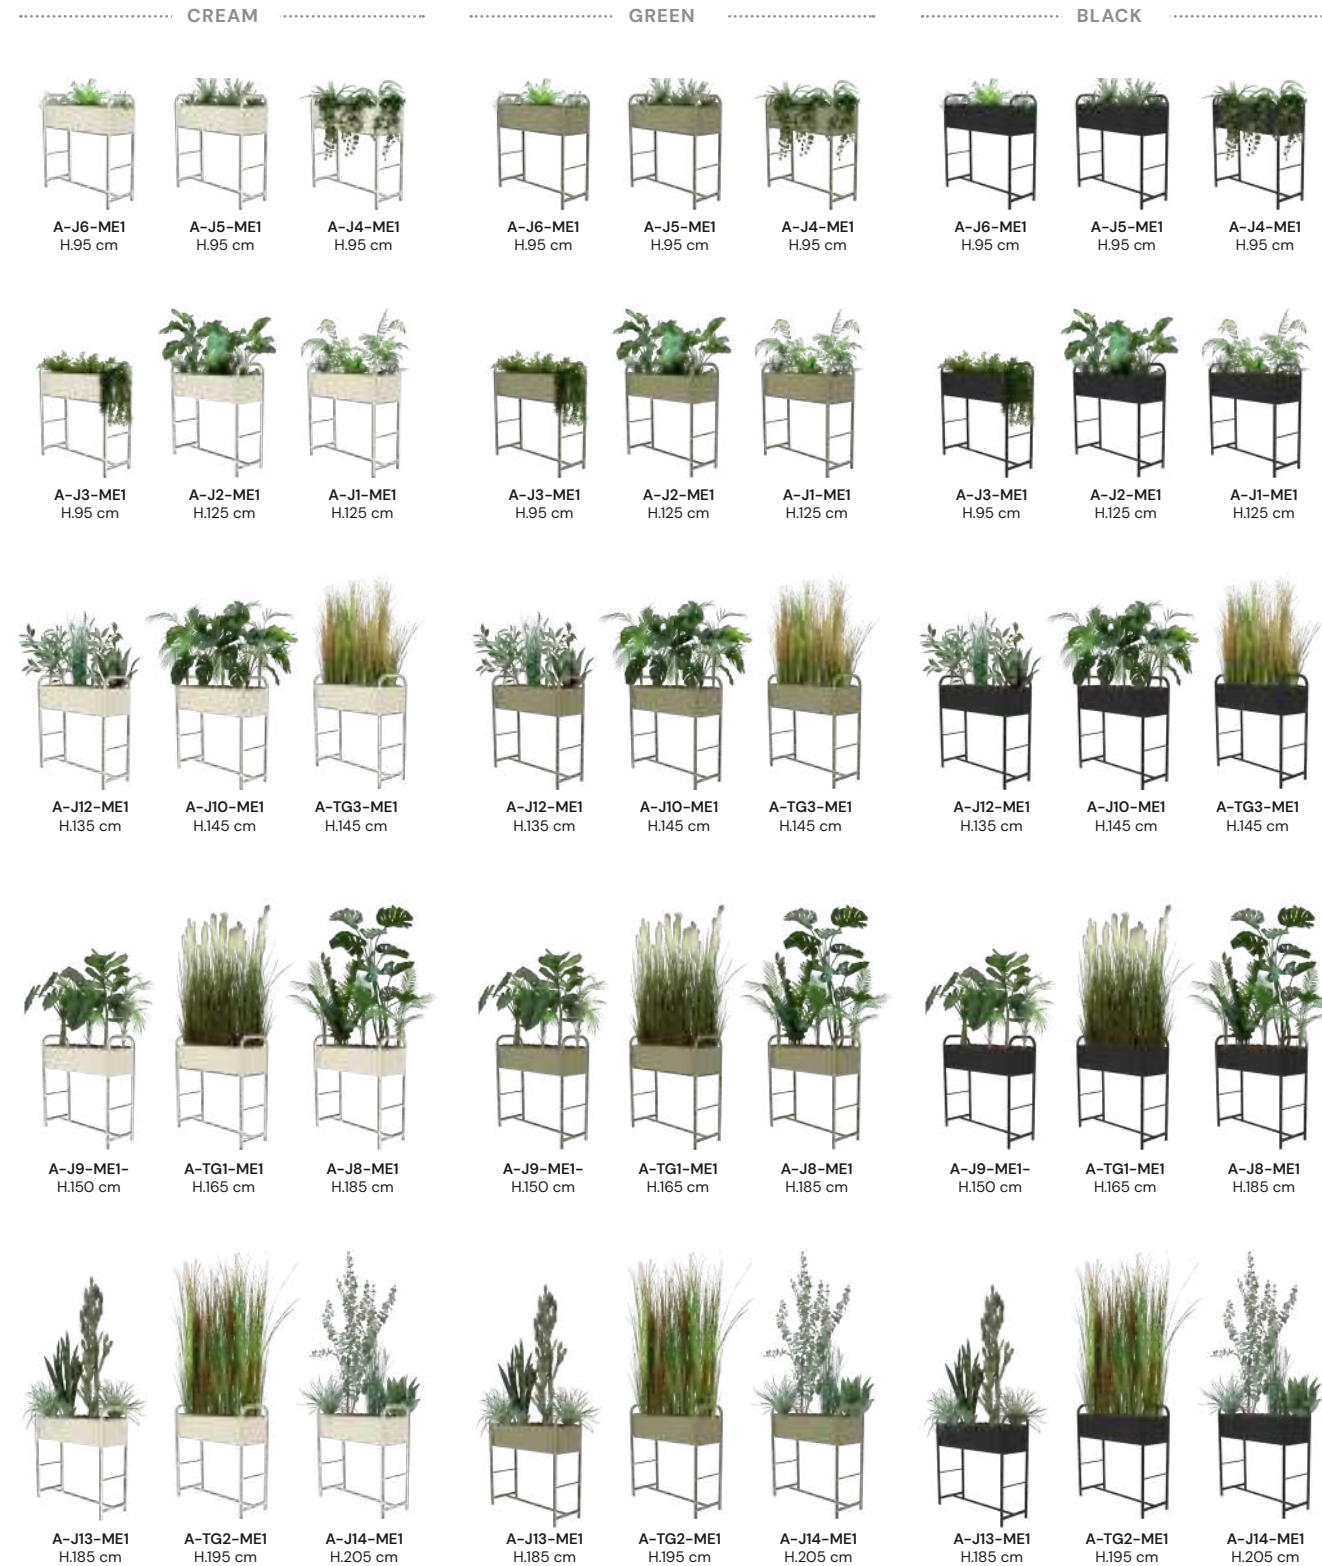 CREAM GREEN BLACK
A-J6-ME1 A-J5-ME1 A-J4-ME1 A-J6-ME1 A-J5-ME1 A-J4-ME1 A-J6-ME1 A-J5-ME1 A-J4-ME1
H.95 cm H.95 cm H.95 cm H.95 cm H.95 cm H.95 cm H.95 cm H.95 cm H.95 cm
A-J3-ME1 A-J2-ME1 A-J1-ME1 A-J3-ME1 A-J2-ME1 A-J1-ME1 A-J3-ME1 A-J2-ME1 A-J1-ME1
H.95 cm H.125 cm H.125 cm H.95 cm H.125 cm H.125 cm H.95 cm H.125 cm H.125 cm
A-J12-ME1 A-J10-ME1 A-TG3-ME1 A-J12-ME1 A-J10-ME1 A-TG3-ME1 A-J12-ME1 A-J10-ME1 A-TG3-ME1
H.135 cm H.145 cm H.145 cm H.135 cm H.145 cm H.145 cm H.135 cm H.145 cm H.145 cm
A-J9-ME1- A-TG1-ME1 A-J8-ME1 A-J9-ME1- A-TG1-ME1 A-J8-ME1 A-J9-ME1- A-TG1-ME1 A-J8-ME1
H.150 cm H.165 cm H.185 cm H.150 cm H.165 cm H.185 cm H.150 cm H.165 cm H.185 cm
A-J13-ME1 A-TG2-ME1 A-J14-ME1 A-J13-ME1 A-TG2-ME1 A-J14-ME1 A-J13-ME1 A-TG2-ME1 A-J14-ME1
H.185 cm H.195 cm H.205 cm H.185 cm H.195 cm H.205 cm H.185 cm H.195 cm H.205 cm